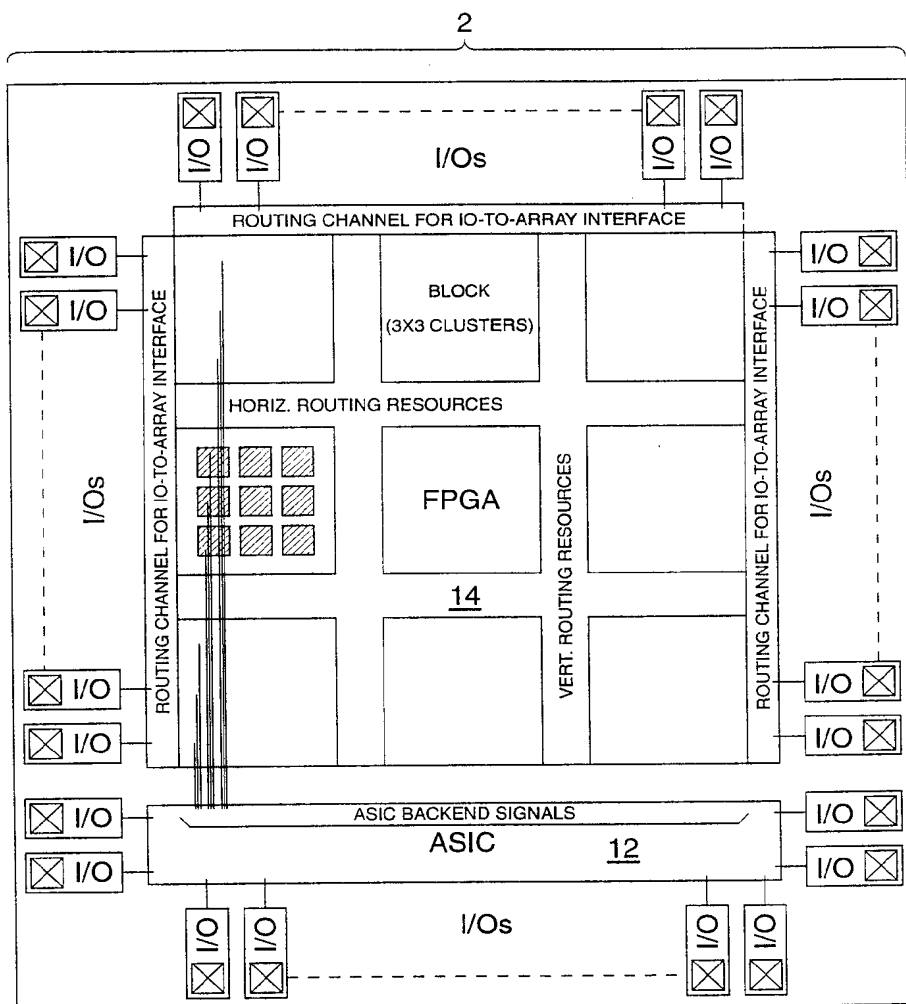 2
I/O I/O I/O I/O
I/Os
ROUTING CHANNEL FOR IO-TO-ARRAY INTERFACE
I/O I/O
I/O I/O
I/Os
ROUTING CHANNEL FOR IO-TO-ARRAY INTERFACE
BLOCK
(3X3 CLUSTERS)
HORIZ. ROUTING RESOURCES
FPGA
14
VERT. ROUTING RESOURCES
ROUTING CHANNEL FOR IO-TO-ARRAY INTERFACE
I/Os
I/O I/O
I/O I/O
I/O I/O
ASIC BACKEND SIGNALS
ASIC 12
I/O I/O
I/O I/O I/O I/O
I/Os